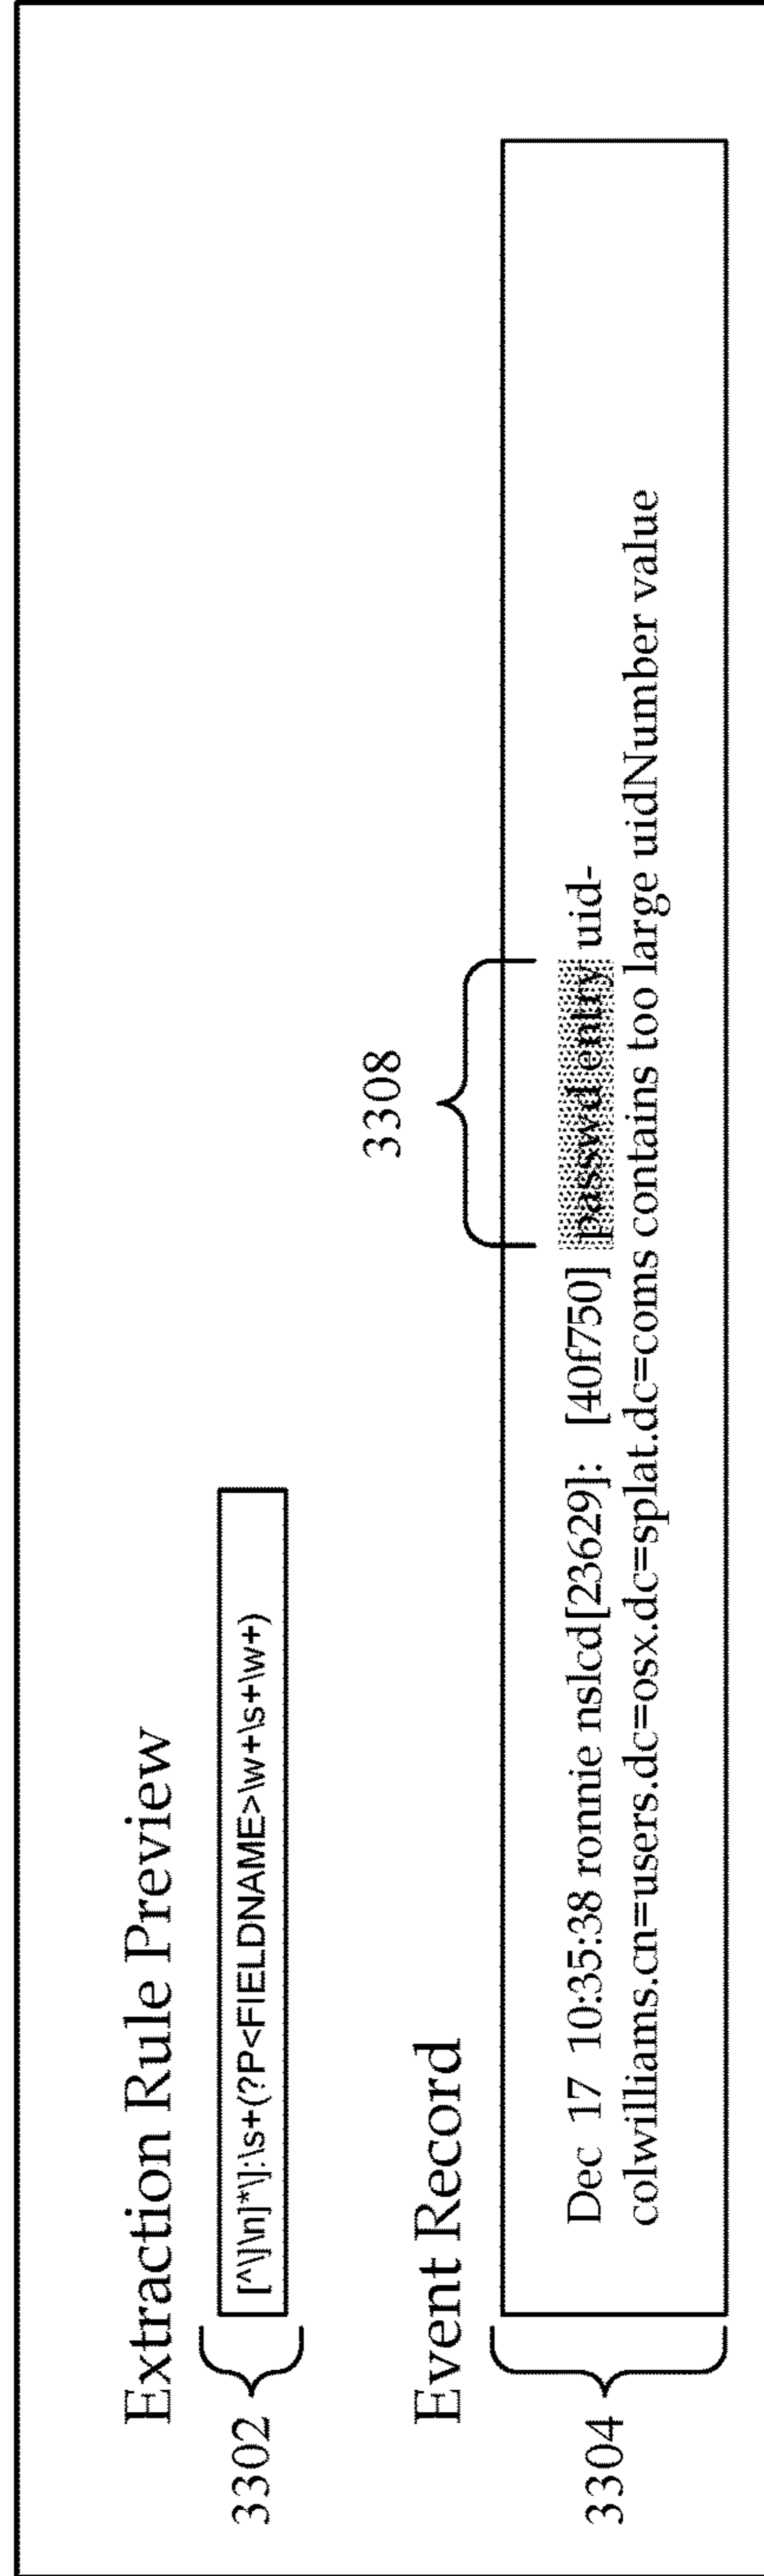 Extraction Rule Preview
3302
[^\]\n]*\]:\s+(?P<FIELDNAME>\w+\s+\w+)
Event Record
3308
3304
Dec 17 10:35:38 ronnie nslcd[23629]: [40f750] passwd entry uid-
colwilliams.cn=users.dc=osx.dc=splat.dc=coms contains too large uidNumber value